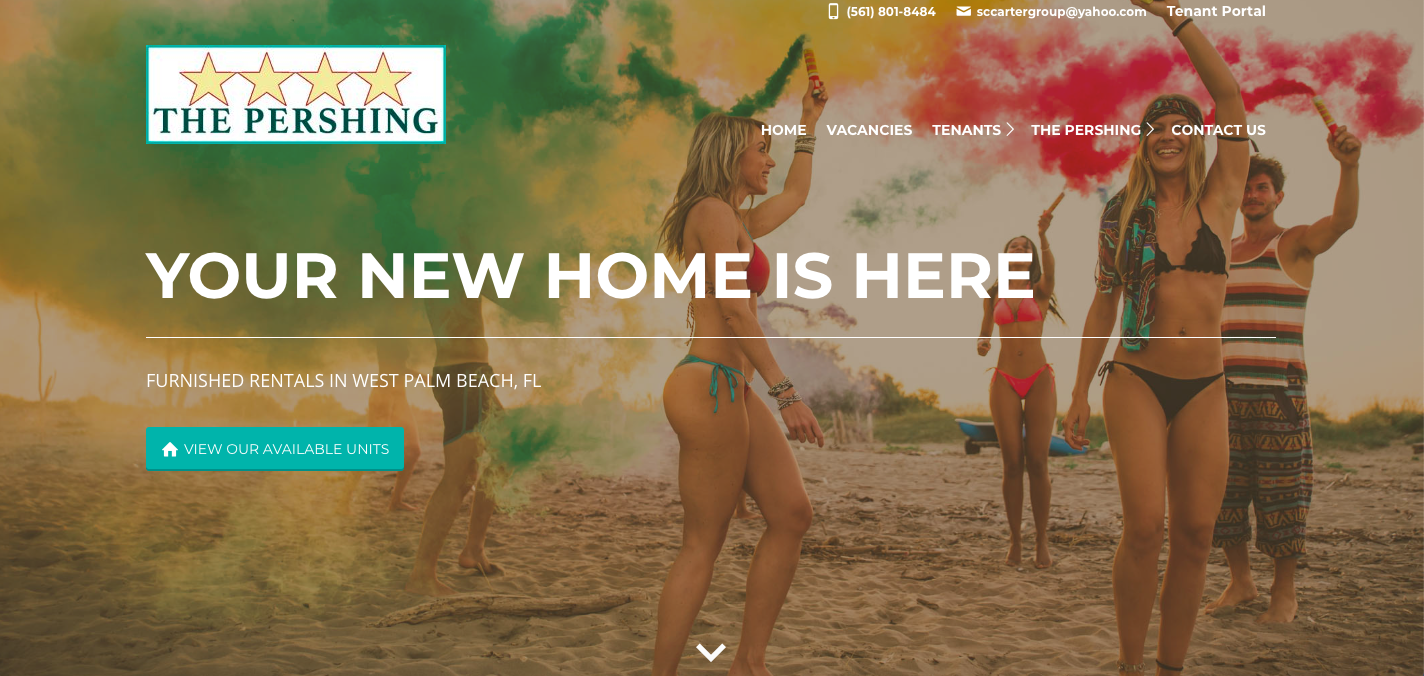 (561) 801-8484 sccartergroup@yahoo.com Tenant Portal
THE PERSHING
HOME VACANCIES TENANTS THE PERSHING CONTACT US
YOUR NEW HOME IS HERE
FURNISHED RENTALS IN WEST PALM BEACH, FL
VIEW OUR AVAILABLE UNITS